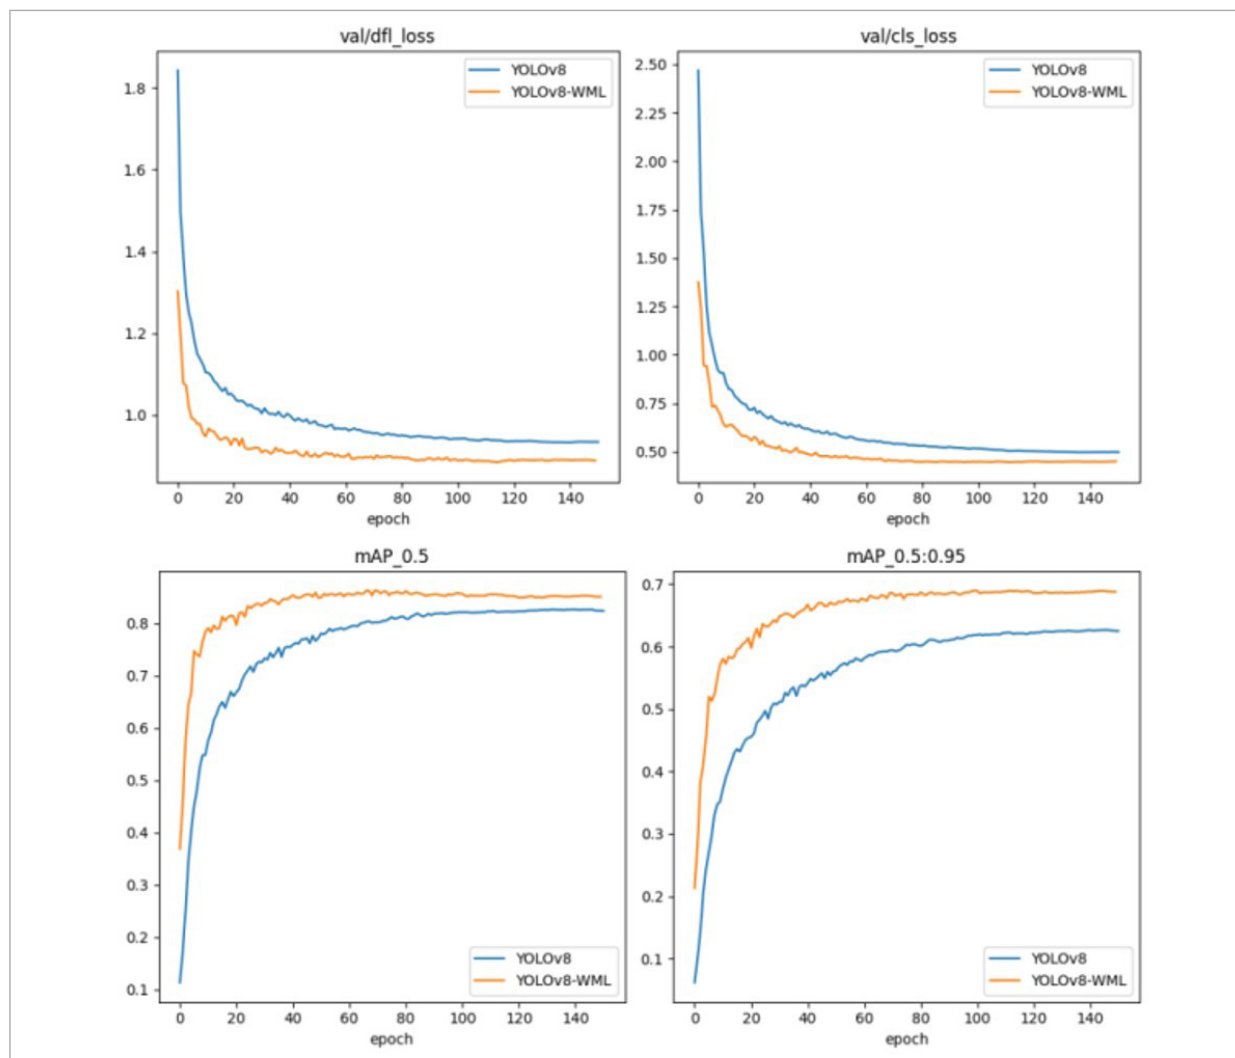 val/dfl_loss
YOLOv8
YOLOv8-WML
1.8
1.6
1.4
1.2
1.0
0 20 40 60 80 100 120 140
epoch
val/cls_loss
YOLOv8
YOLOv8-WML
2.50
2.25
2.00
1.75
1.50
1.25
1.00
0.75
0.50
0 20 40 60 80 100 120 140
epoch
mAP_0.5
0.8
0.7
0.6
0.5
0.4
0.3
0.2
0.1
YOLOv8
YOLOv8-WML
0 20 40 60 80 100 120 140
epoch
mAP_0.5:0.95
0.7
0.6
0.5
0.4
0.3
0.2
0.1
YOLOv8
YOLOv8-WML
0 20 40 60 80 100 120 140
epoch